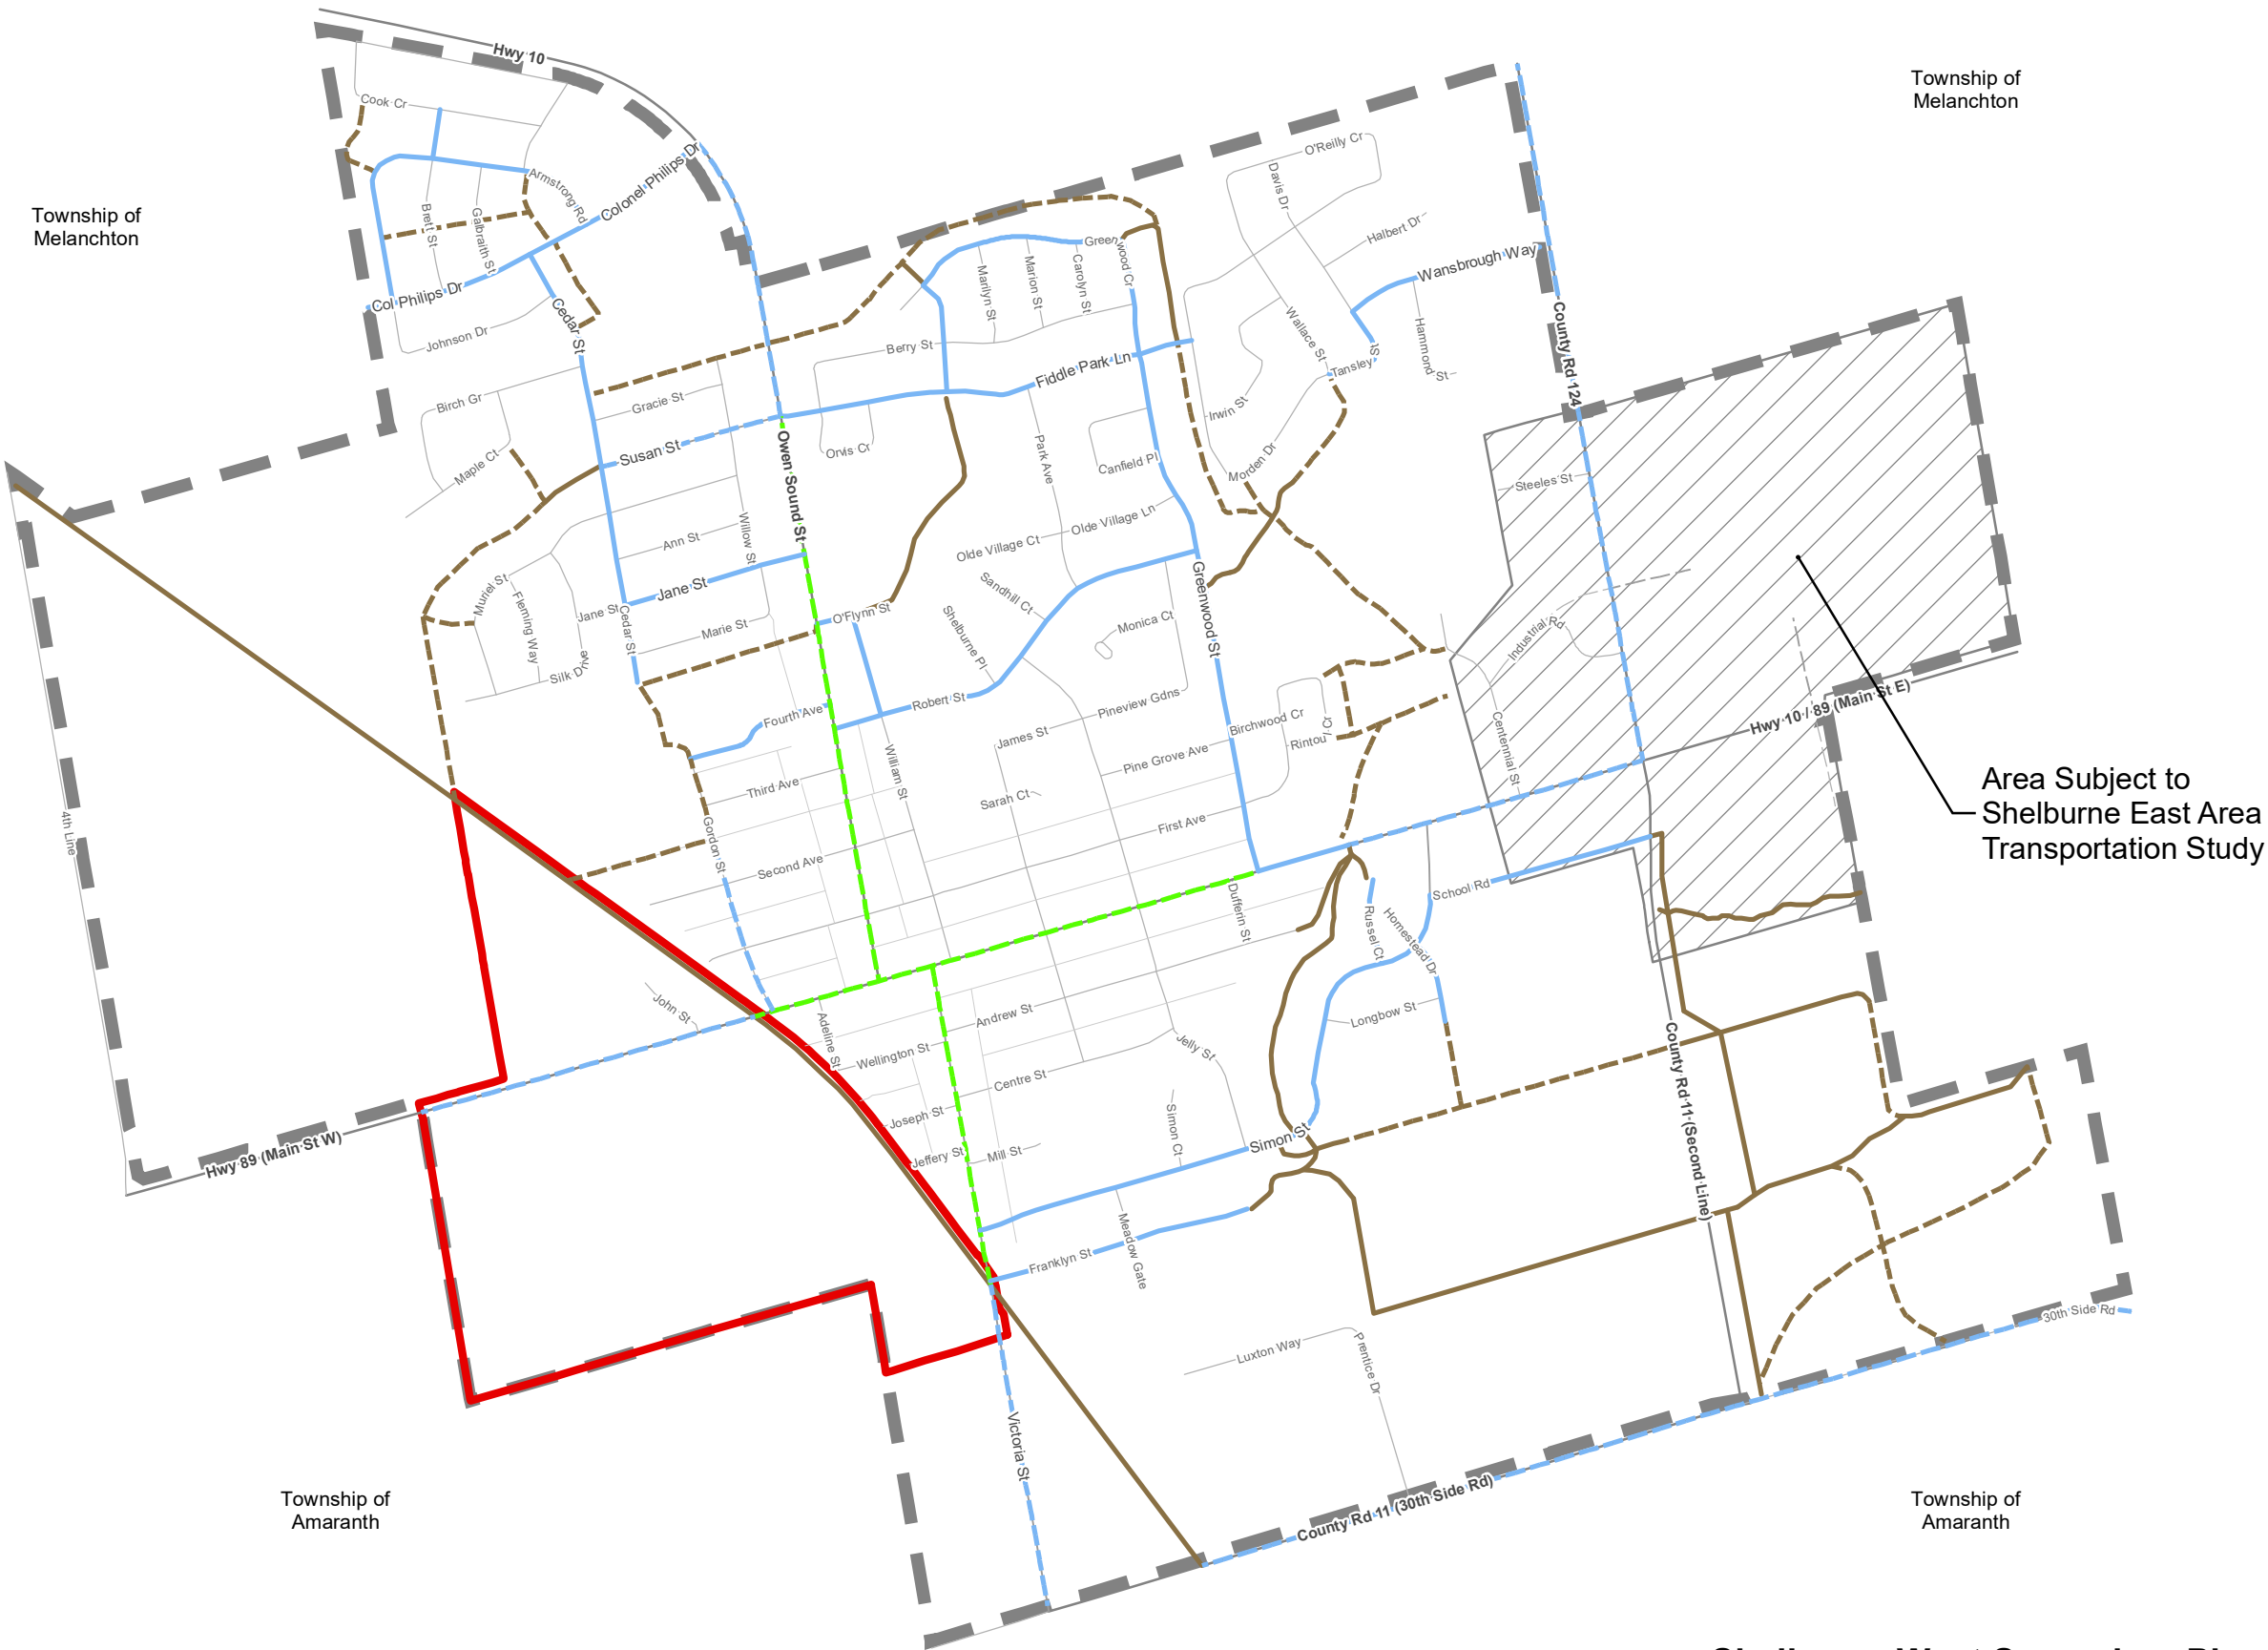 Hwy 10
Township of
Melanchton
Cook Cr
O'Reilly Cr
Colonel Philips Dr
Armstrong Rd
Davis Dr
Township of
Melanchton
Brett St
Galbraith St
Halbert Dr
Greenwood Cr
Wansbrough Way
Marilyn St
Marion St
Carolyn St
Col Philips Dr
Cedar St
Johnson Dr
Wallace St
Hammond St
County Rd 124
Berry St
Fiddle Park Ln
Tansley St
Birch Gr
Gracie St
Irwin St
Susan St
Owen Sound St
Orvis Cr
Park Ave
Canfield Pl
Maple Ct
Morden Dr
Steeles St
Willow St
Ann St
Olde Village Ct
Olde Village Ln
Jane St
Muriel St
Fleming Way
Jane St
Cedar St
Marie St
O'Flynn St
Sandhill Ct
Shelburne Pl
Monica Ct
Greenwood St
Industrial Rd
Silk Dr
Ave
Robert St
Fourth Ave
Pineview Gdns
James St
Birchwood Cr
Rintoul Cr
Pine Grove Ave
Hwy 10 / 89 (Main St E)
Centennial St
William St
Third Ave
Sarah Ct
First Ave
Area Subject to
Shelburne East Area
Transportation Study
4th Line
Gordon St
Second Ave
School Rd
Dufferin St
Russel Ct
Homestead Dr
John St
Adeline St
Andrew St
Longbow St
Wellington St
Jelly St
Centre St
County Rd 11 (Second Line)
Joseph St
Simon Ct
Simon St
Hwy 89 (Main St W)
Jeffery St
Mill St
Franklyn St
Meadow Gate
30th Side Rd
Luxton Way
Prentice Dr
Victoria St
Township of
Amaranth
County Rd 11 (30th Side Rd)
Township of
Amaranth